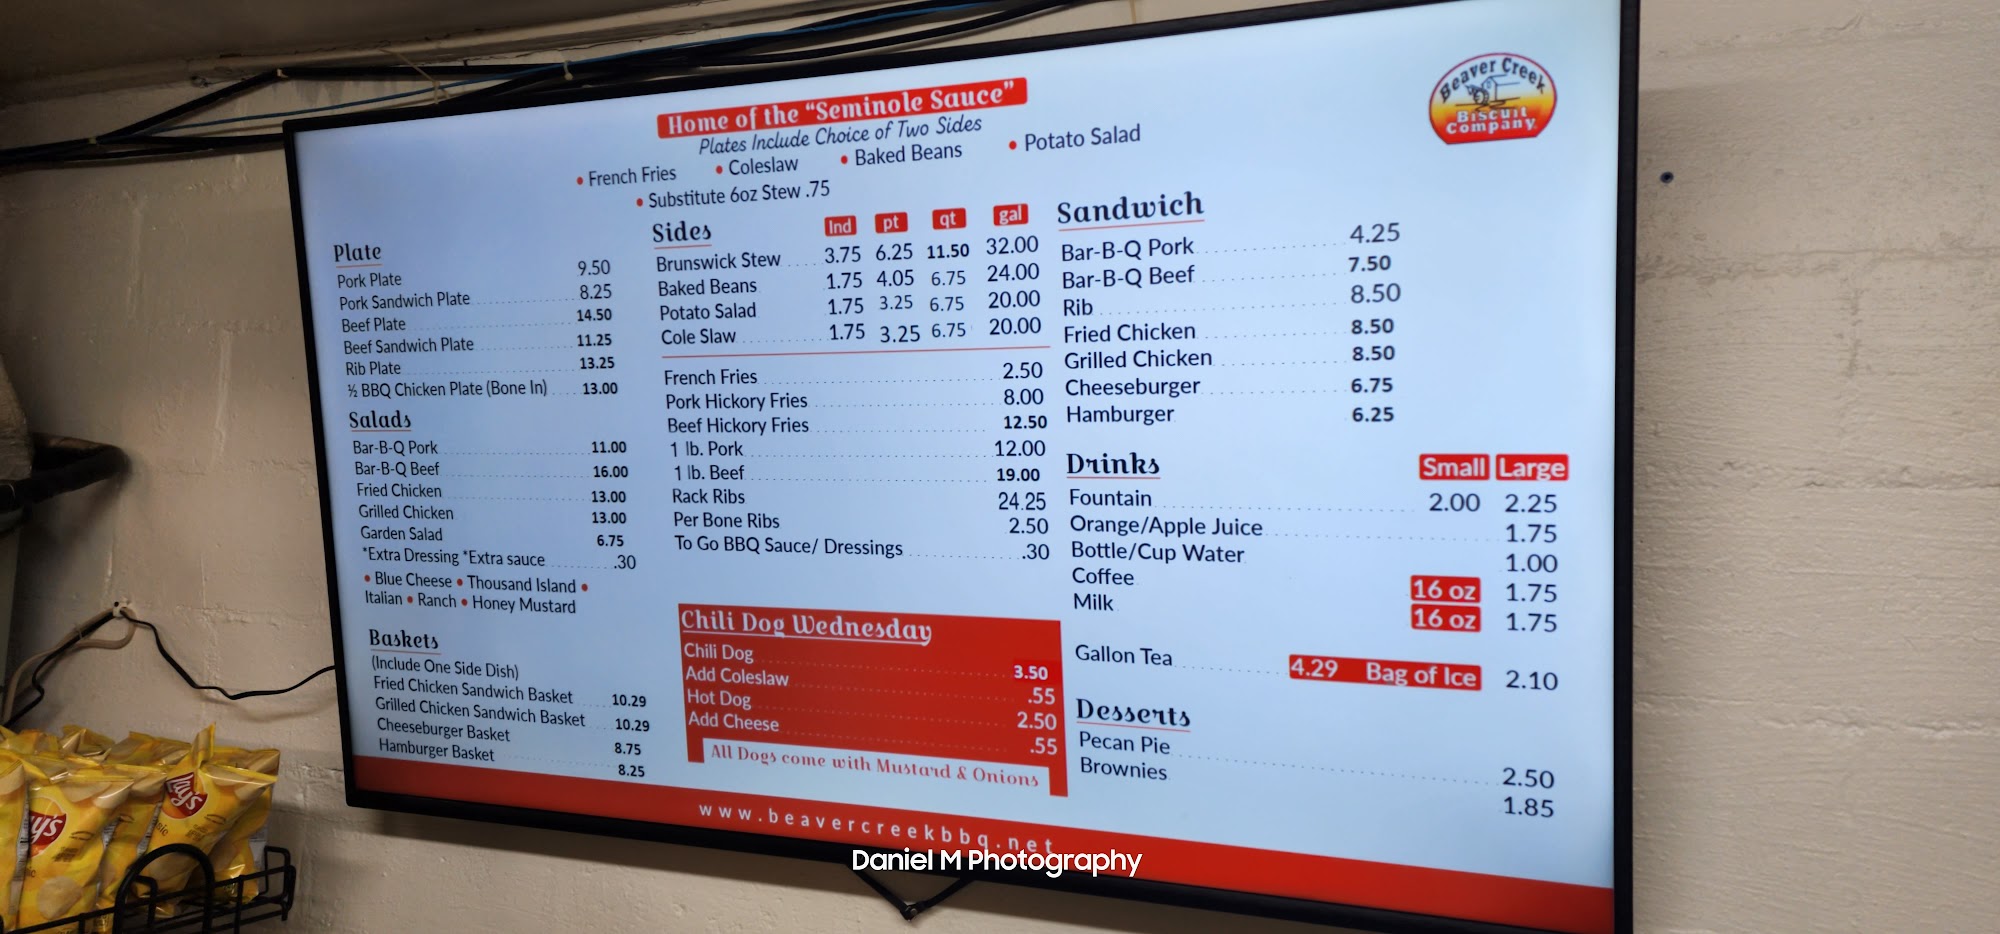 Home of the “Seminole Sauce”
Plates Include Choice of Two Sides
• French Fries • Coleslaw • Baked Beans • Potato Salad
• Substitute 6oz Stew .75
Beaver Creek
Biscuit
Company
Plate
Pork Plate 9.50
Pork Sandwich Plate 8.25
Beef Plate 14.50
Beef Sandwich Plate 11.25
Rib Plate 13.25
½ BBQ Chicken Plate (Bone In) 13.00
Salads
Bar-B-Q Pork 11.00
Bar-B-Q Beef 16.00
Fried Chicken 13.00
Grilled Chicken 13.00
Garden Salad 6.75
*Extra Dressing *Extra sauce .30
• Blue Cheese • Thousand Island •
Italian • Ranch • Honey Mustard
Baskets
(Include One Side Dish)
Fried Chicken Sandwich Basket 10.29
Grilled Chicken Sandwich Basket 10.29
Cheeseburger Basket 8.75
Hamburger Basket 8.25
Sides Ind pt qt gal
Brunswick Stew 3.75 6.25 11.50 32.00
Baked Beans 1.75 4.05 6.75 24.00
Potato Salad 1.75 3.25 6.75 20.00
Cole Slaw 1.75 3.25 6.75 20.00
French Fries 2.50
Pork Hickory Fries 8.00
Beef Hickory Fries 12.50
1 lb. Pork 12.00
1 lb. Beef 19.00
Rack Ribs 24.25
Per Bone Ribs 2.50
To Go BBQ Sauce/ Dressings .30
Chili Dog Wednesday
Chili Dog 3.50
Add Coleslaw .55
Hot Dog 2.50
Add Cheese .55
All Dogs come with Mustard & Onions
Sandwich
Bar-B-Q Pork 4.25
Bar-B-Q Beef 7.50
Rib 8.50
Fried Chicken 8.50
Grilled Chicken 8.50
Cheeseburger 6.75
Hamburger 6.25
Drinks Small Large
Fountain 2.00 2.25
Orange/Apple Juice 1.75
Bottle/Cup Water 1.00
Coffee 16 oz 1.75
Milk 16 oz 1.75
Gallon Tea 4.29 Bag of Ice 2.10
Desserts
Pecan Pie 2.50
Brownies 1.85
www.beavercreekbbq.net
Daniel M Photography
Lay's